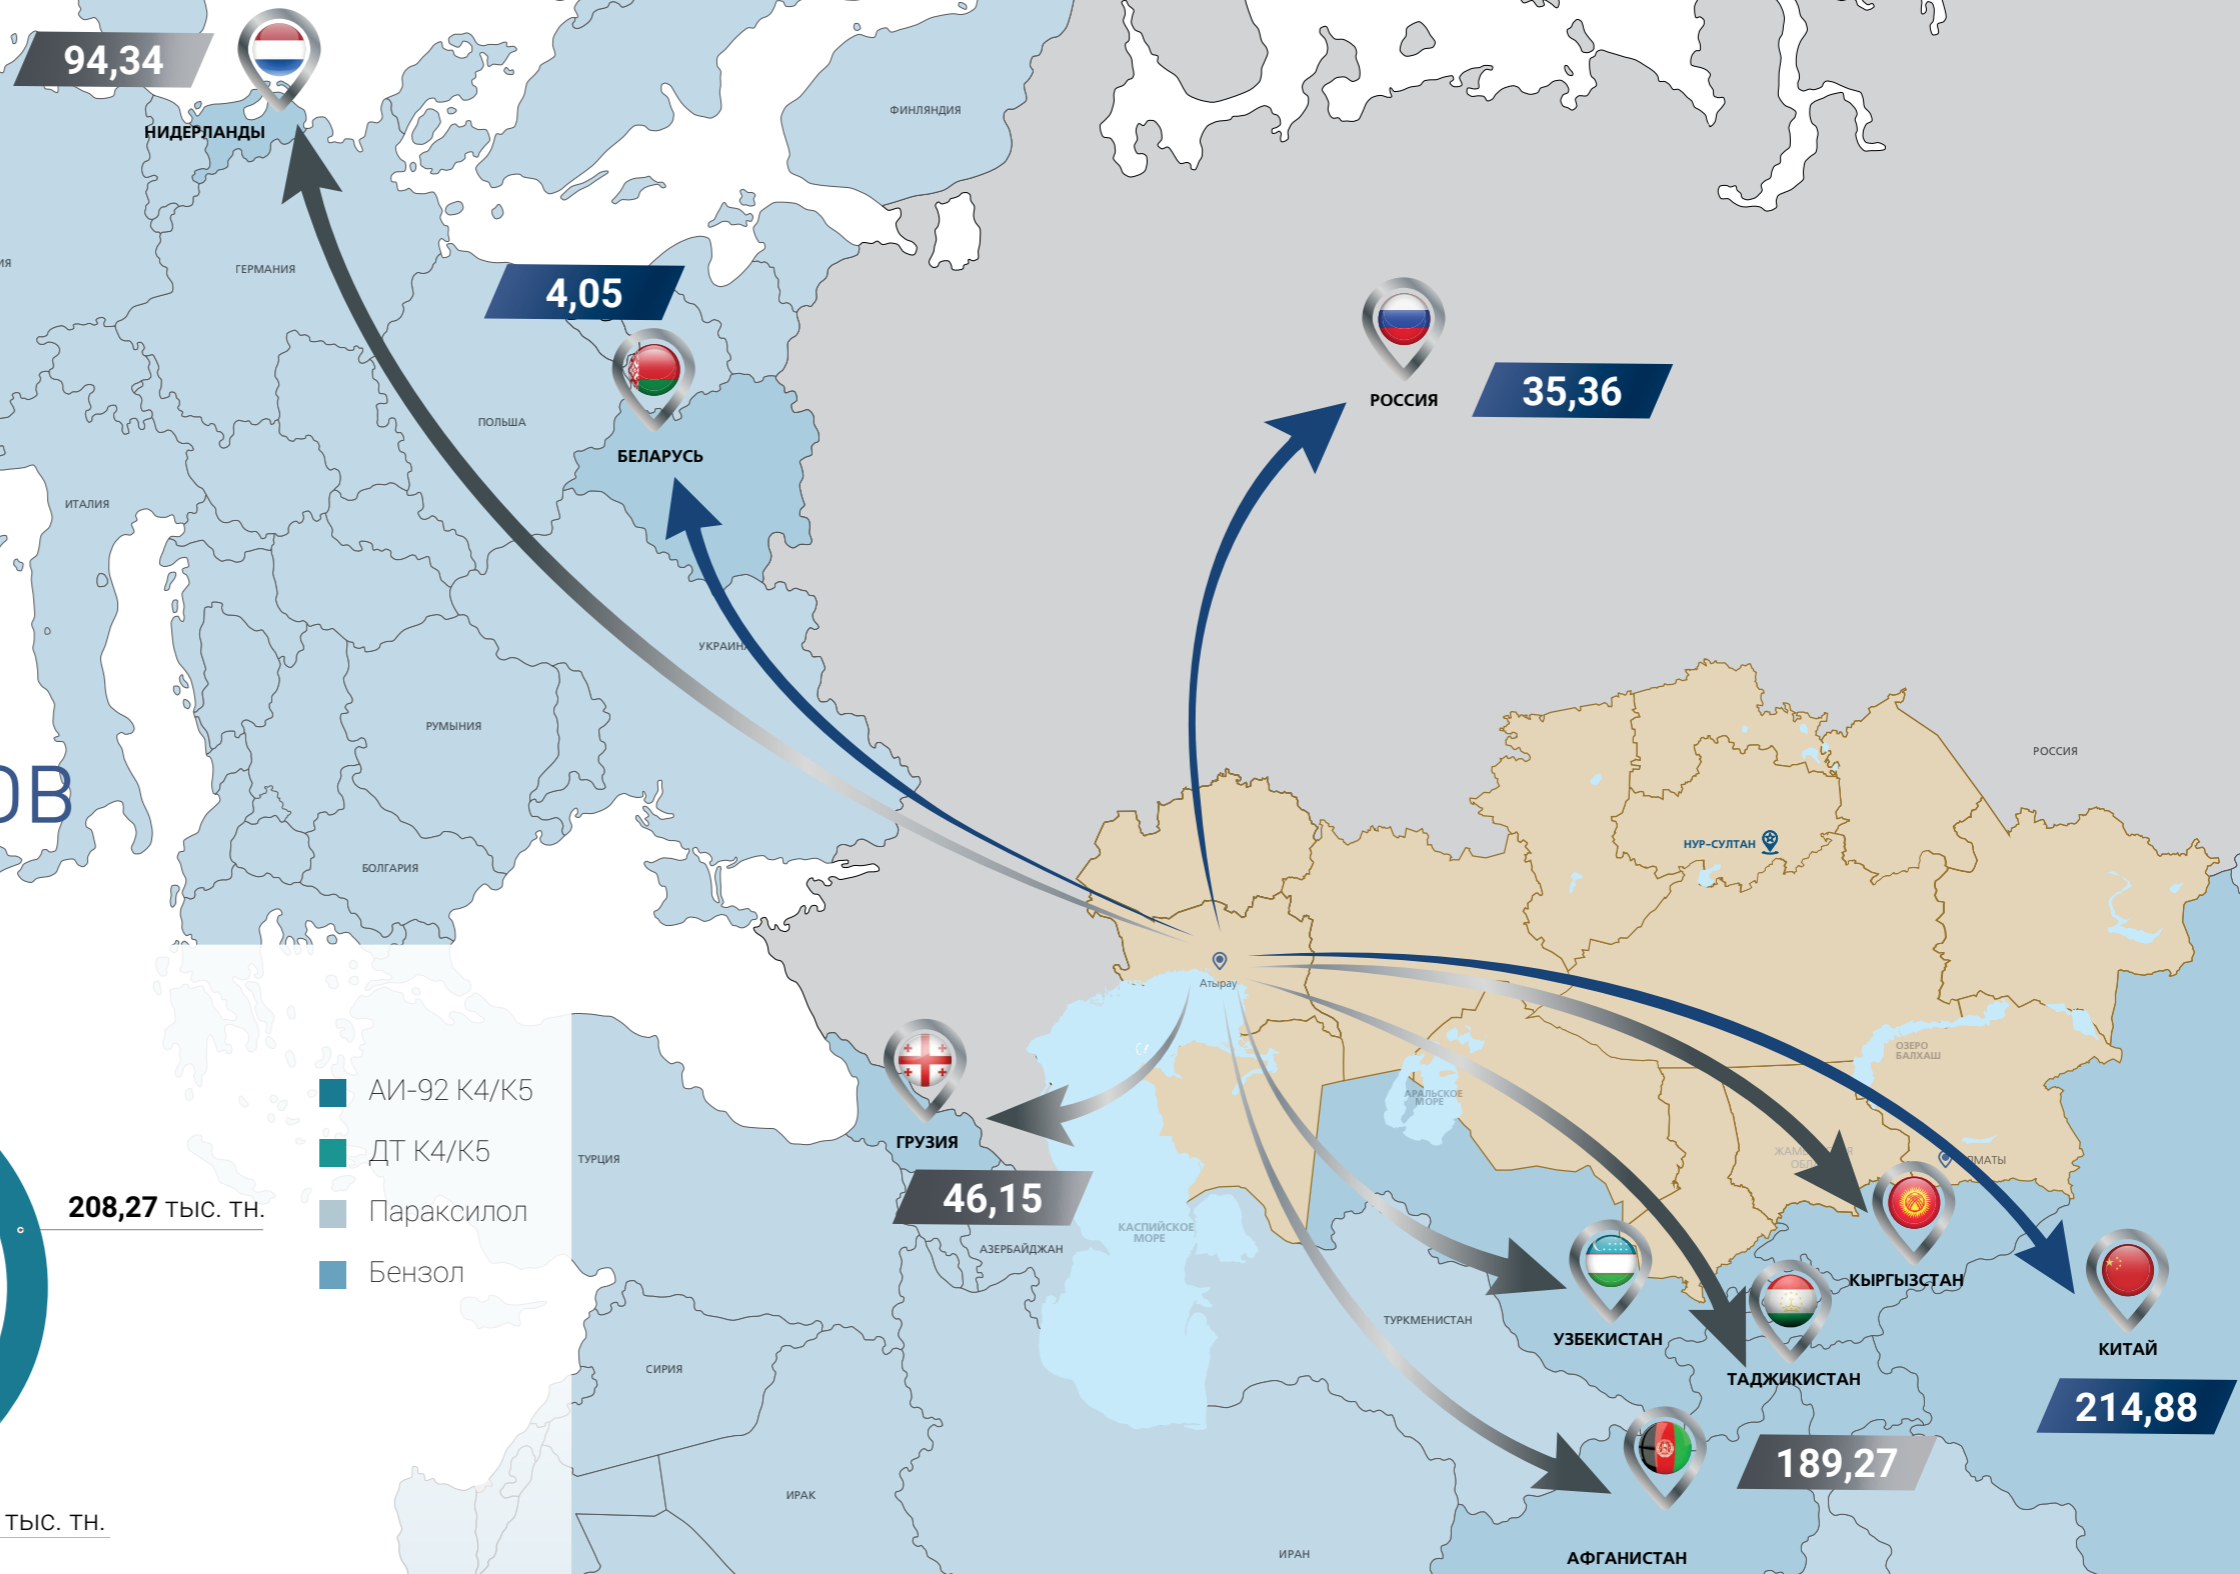 94,34
НИДЕРЛАНДЫ
ФИНЛЯНДИЯ
ГЕРМАНИЯ
4,05
БЕЛАРУСЬ
ПОЛЬША
РОССИЯ
35,36
ИТАЛИЯ
УКРАИНА
РУМЫНИЯ
РОССИЯ
ОВ
НУР-СУЛТАН
БОЛГАРИЯ
Атырау
ОЗЕРО
БАЛХАШ
АРАЛЬСКОЕ
МОРЕ
АИ-92 К4/К5
ДТ К4/К5
Параксилол
Бензол
208,27 тыс. тн.
ТУРЦИЯ
ГРУЗИЯ
46,15
АЗЕРБАЙДЖАН
КАСПИЙСКОЕ
МОРЕ
КЫРГЫЗСТАН
УЗБЕКИСТАН
ТУРКМЕНИСТАН
ТАДЖИКИСТАН
КИТАЙ
214,88
СИРИЯ
189,27
ИРАК
ИРАН
АФГАНИСТАН
тыс. тн.